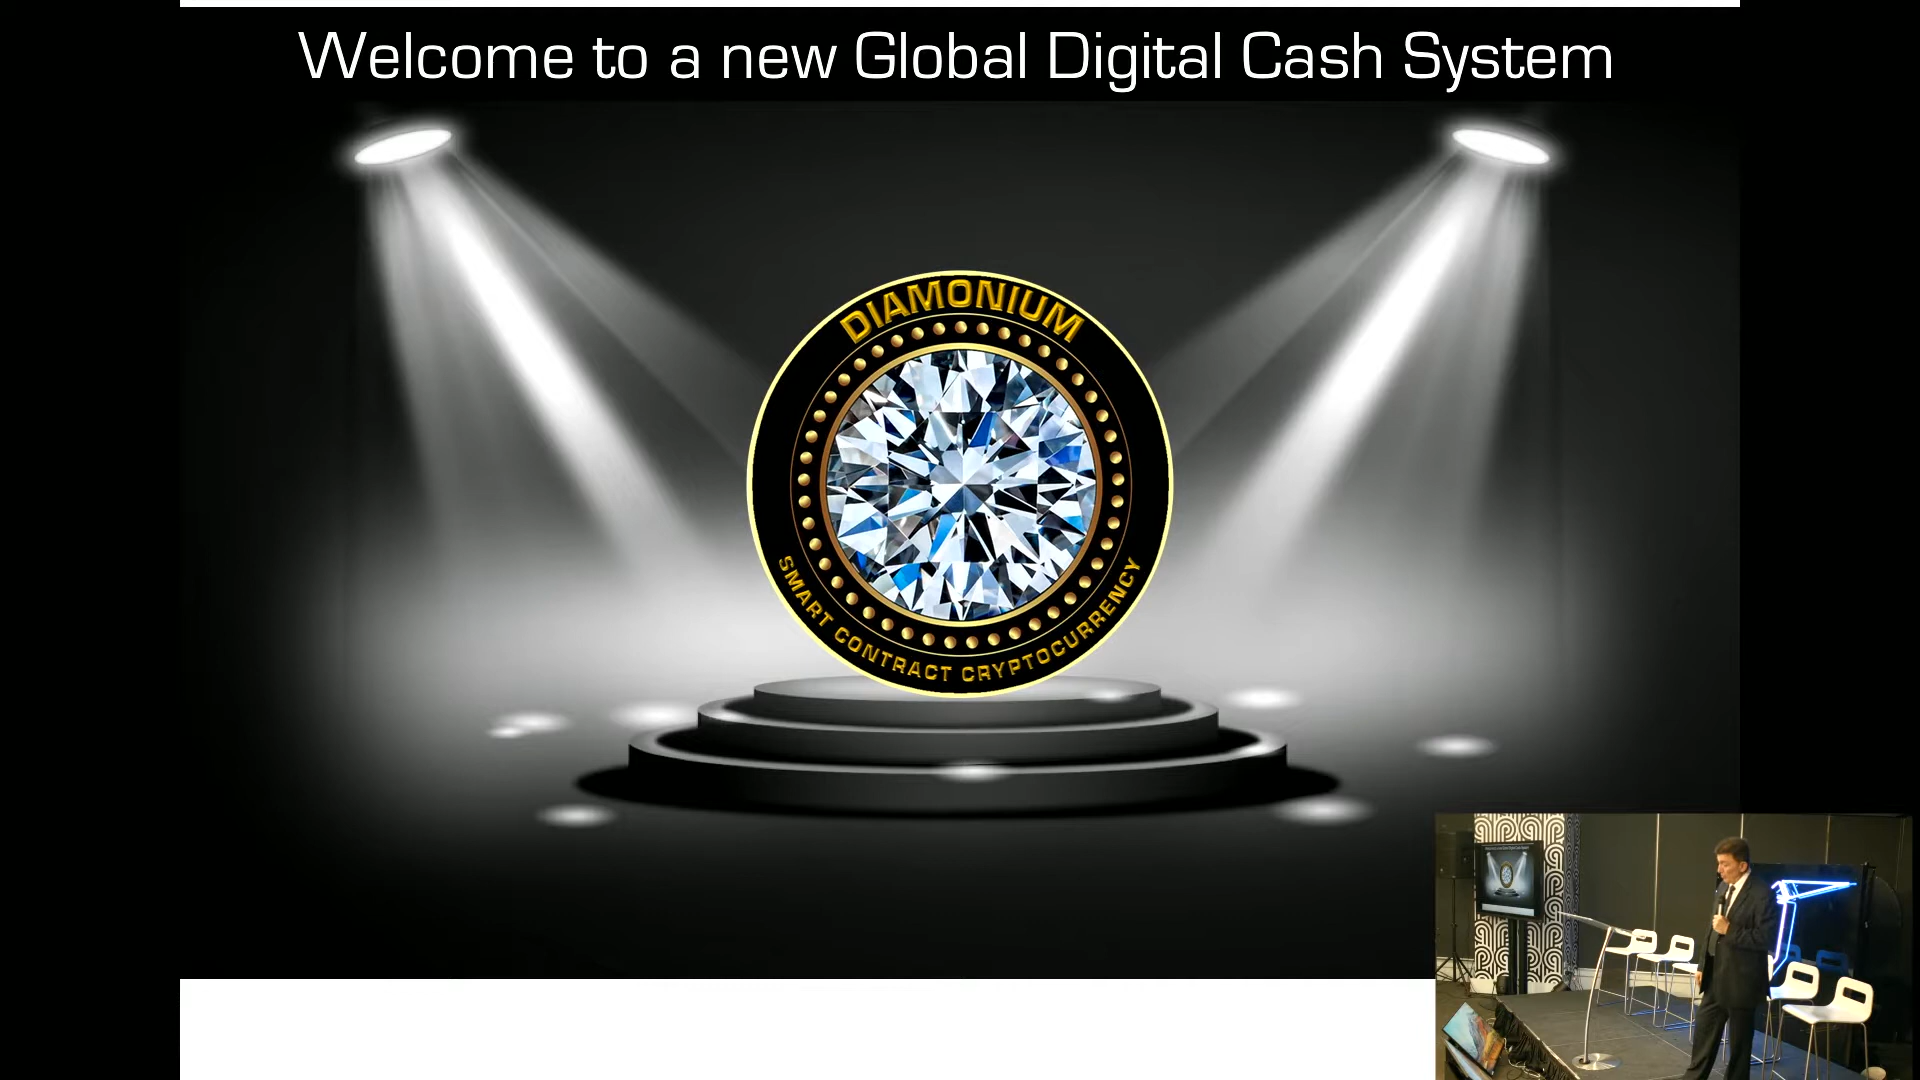 Welcome to a new Global Digital Cash System
DIAMONIUM
SMART CONTRACT CRYPTOCURRENCY